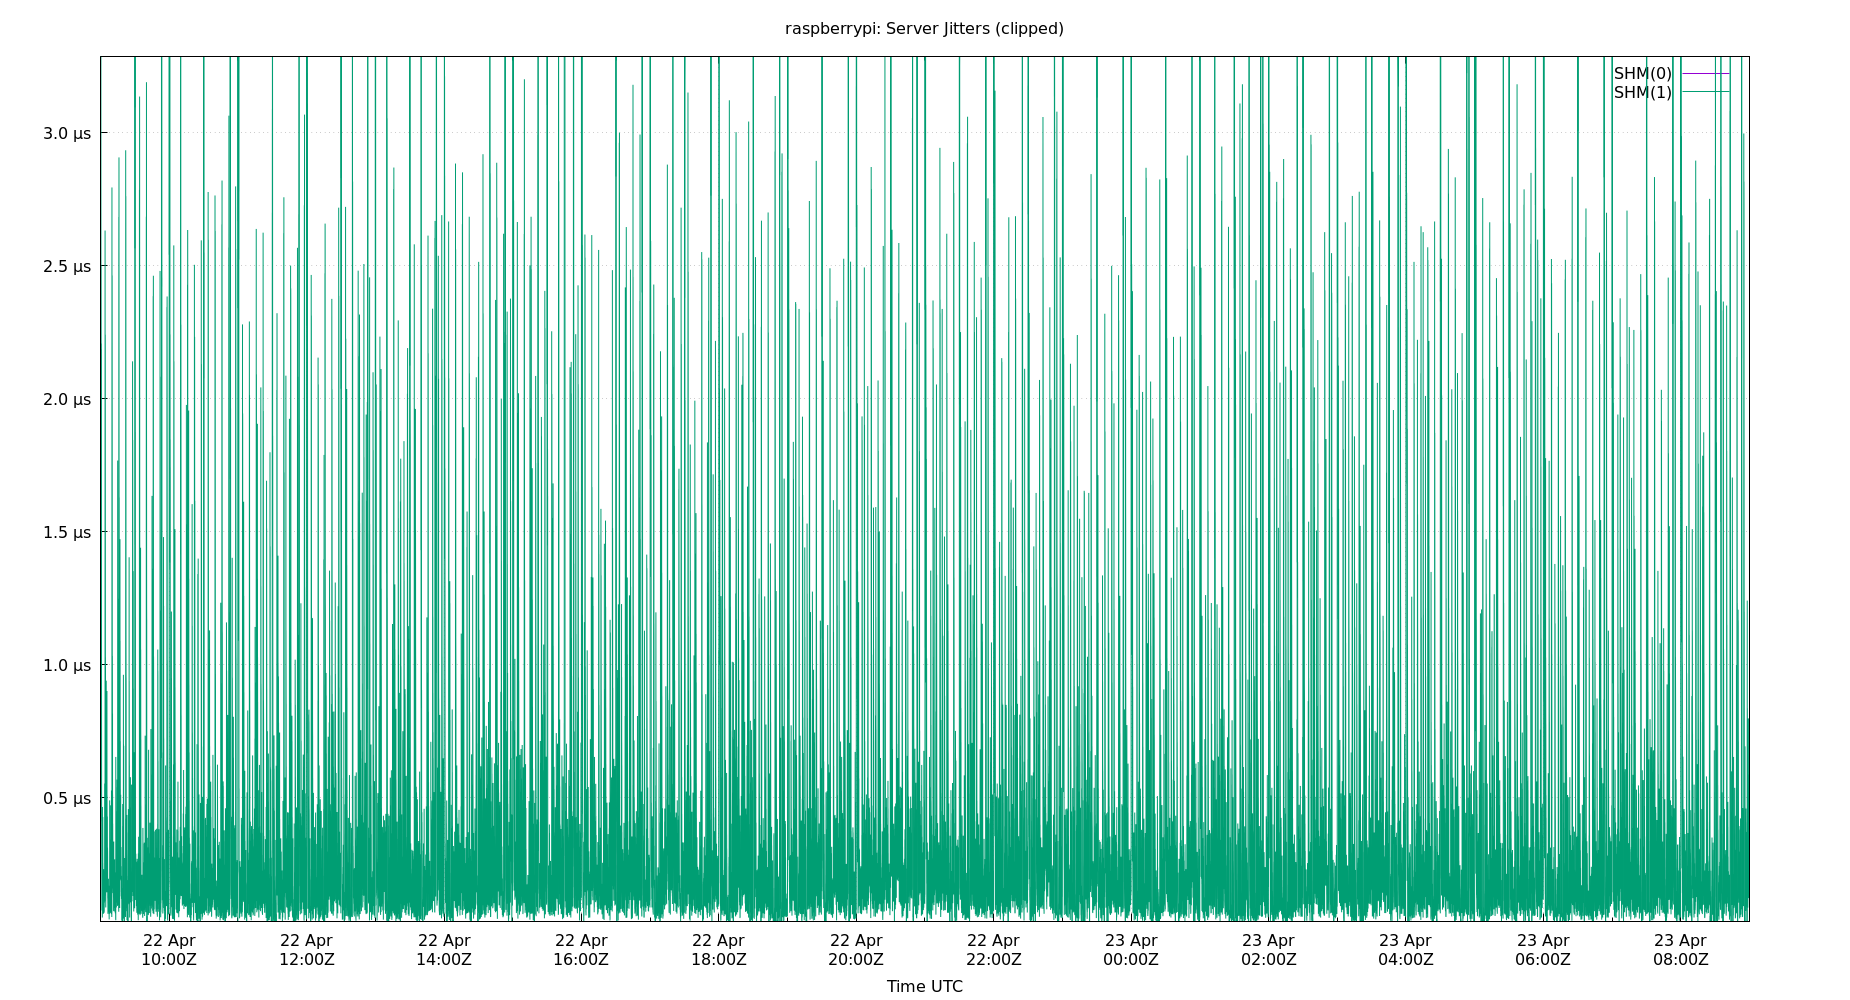 raspberrypi: Server Jitters (clipped)
SHM(0)
SHM(1)
3.0 µs
2.5 µs
2.0 µs
1.5 µs
1.0 µs
0.5 µs
22 Apr 22 Apr 22 Apr 22 Apr 22 Apr 22 Apr 22 Apr 23 Apr 23 Apr 23 Apr 23 Apr 23 Apr
10:00Z 12:00Z 14:00Z 16:00Z 18:00Z 20:00Z 22:00Z 00:00Z 02:00Z 04:00Z 06:00Z 08:00Z
Time UTC